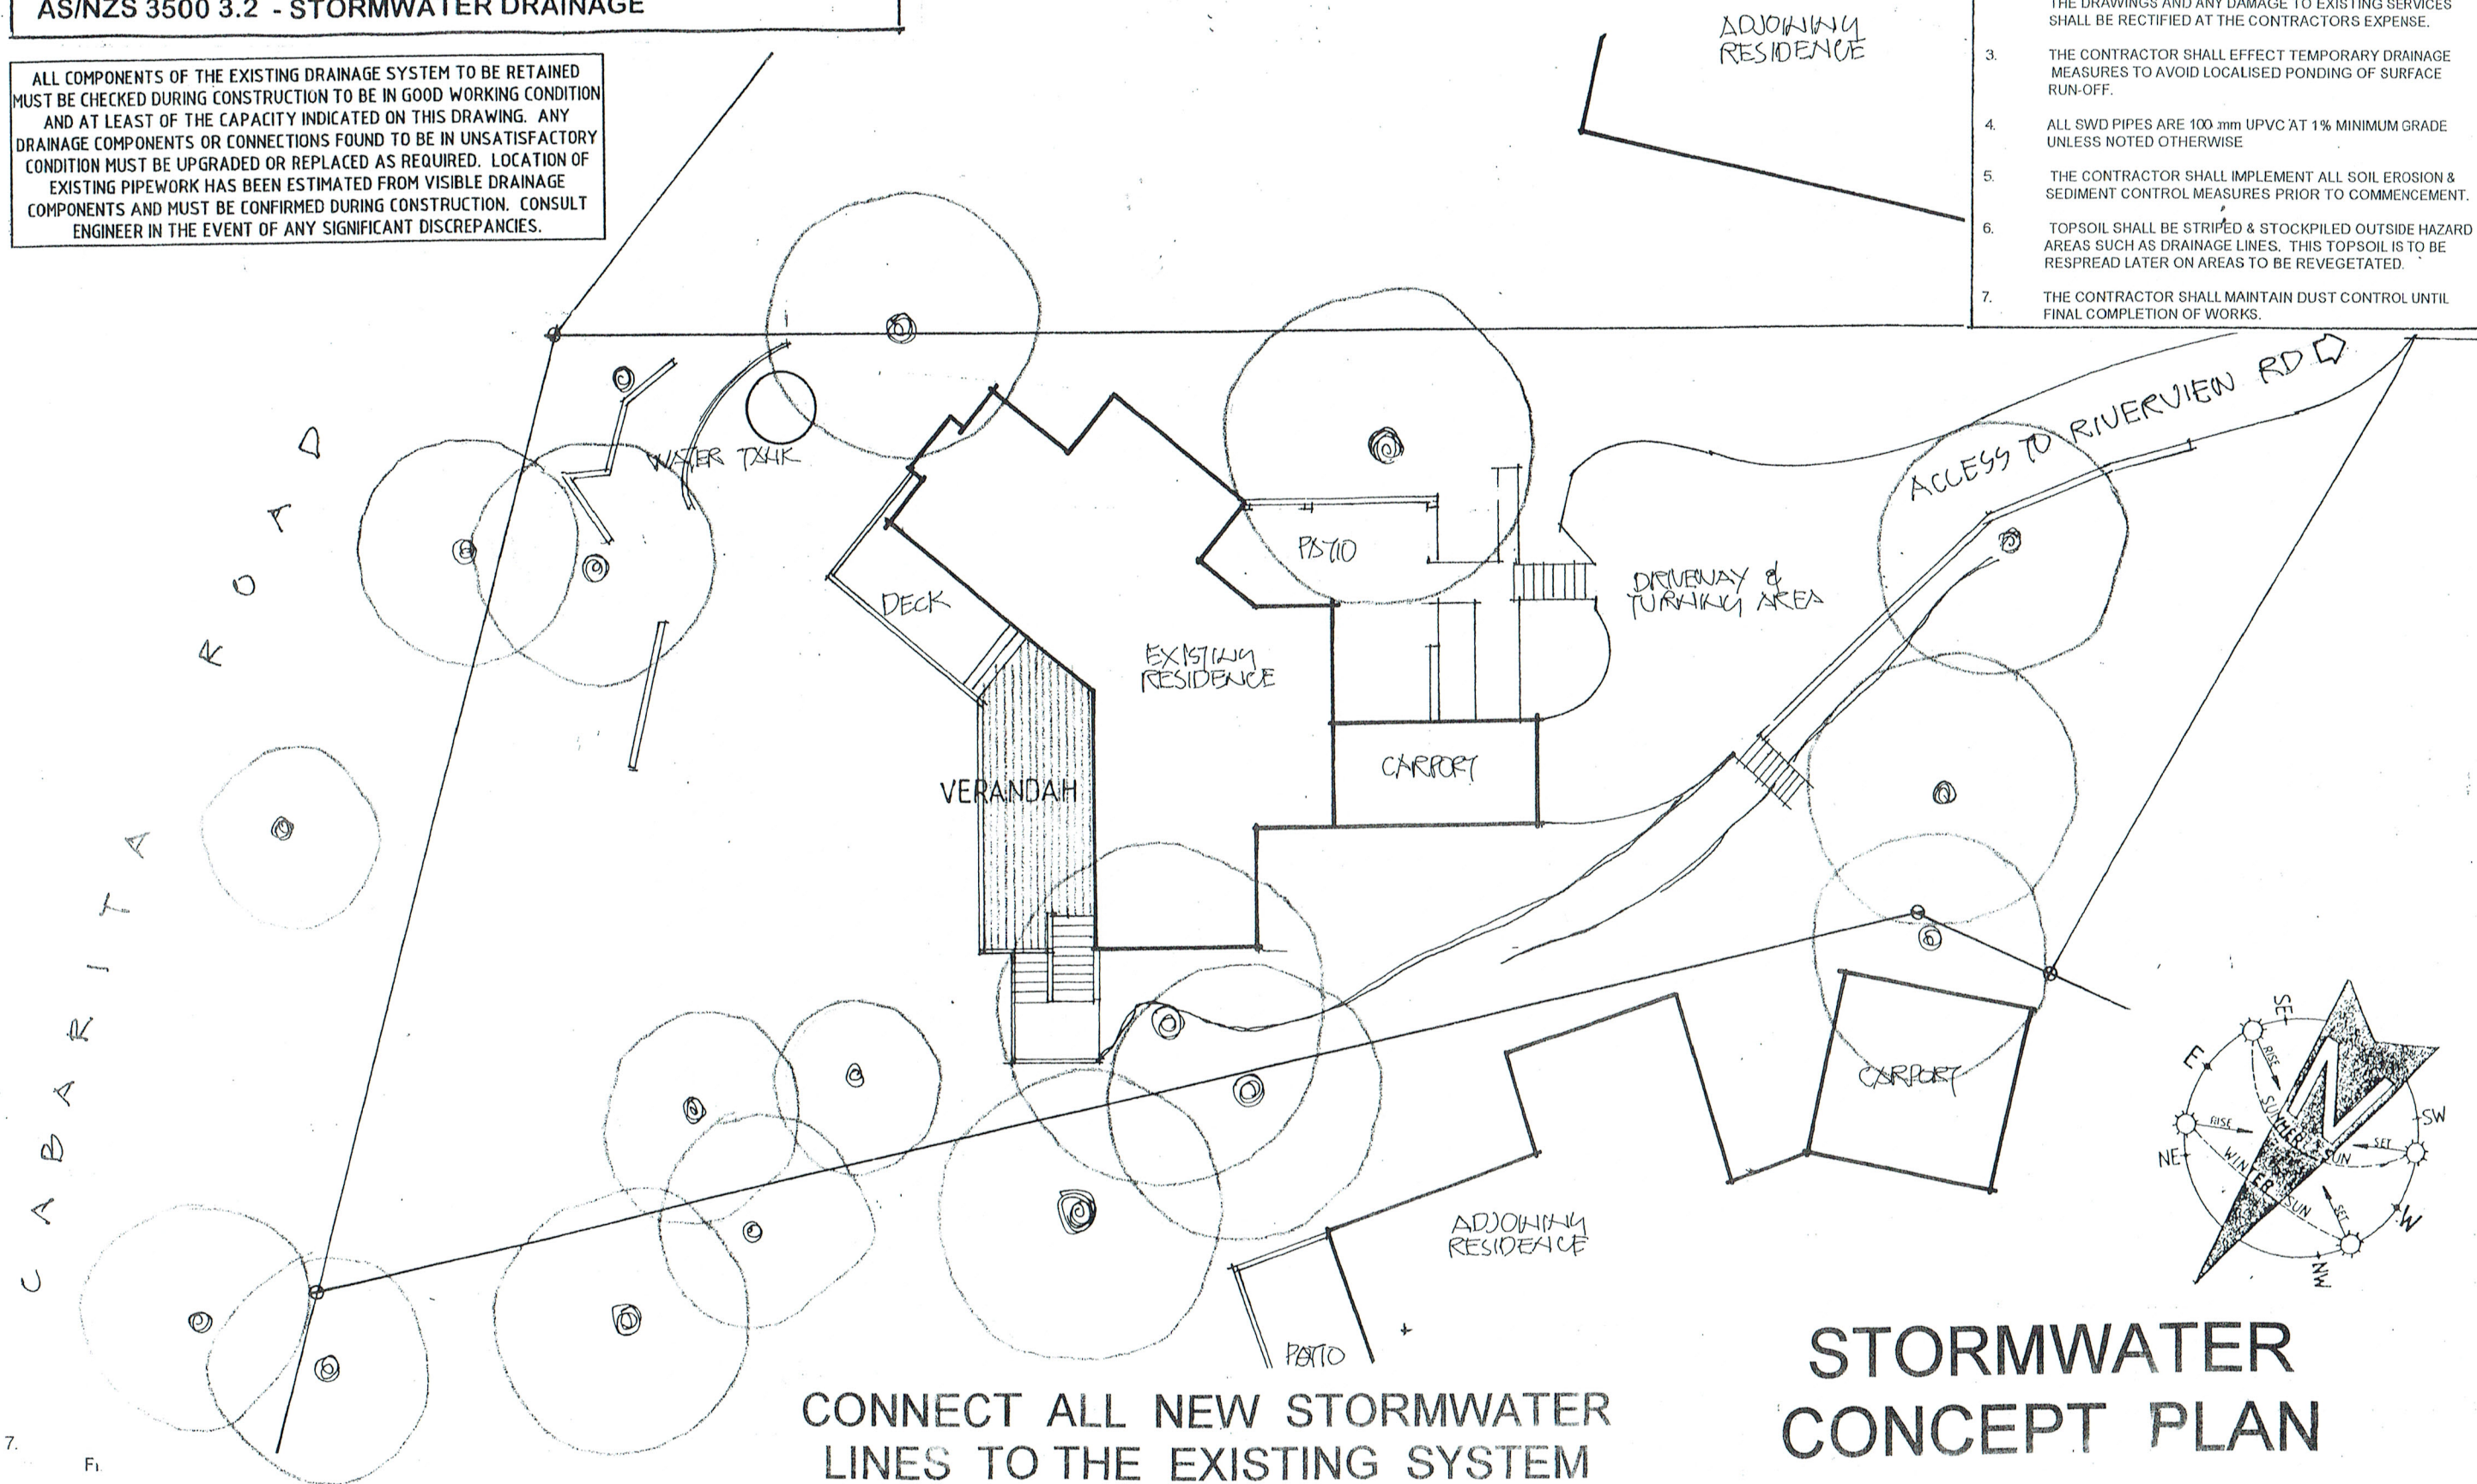 AS/NZS 3500 3.2 - STORMWATER DRAINAGE
ALL COMPONENTS OF THE EXISTING DRAINAGE SYSTEM TO BE RETAINED
MUST BE CHECKED DURING CONSTRUCTION TO BE IN GOOD WORKING CONDITION
AND AT LEAST OF THE CAPACITY INDICATED ON THIS DRAWING. ANY
DRAINAGE COMPONENTS OR CONNECTIONS FOUND TO BE IN UNSATISFACTORY
CONDITION MUST BE UPGRADED OR REPLACED AS REQUIRED. LOCATION OF
EXISTING PIPEWORK HAS BEEN ESTIMATED FROM VISIBLE DRAINAGE
COMPONENTS AND MUST BE CONFIRMED DURING CONSTRUCTION. CONSULT
ENGINEER IN THE EVENT OF ANY SIGNIFICANT DISCREPANCIES.
ADJOINING
RESIDENCE
THE DRAWINGS AND ANY DAMAGE TO EXISTING SERVICES
SHALL BE RECTIFIED AT THE CONTRACTORS EXPENSE.
3. THE CONTRACTOR SHALL EFFECT TEMPORARY DRAINAGE
MEASURES TO AVOID LOCALISED PONDING OF SURFACE
RUN-OFF.
4. ALL SWD PIPES ARE 100 mm UPVC AT 1% MINIMUM GRADE
UNLESS NOTED OTHERWISE
5. THE CONTRACTOR SHALL IMPLEMENT ALL SOIL EROSION &
SEDIMENT CONTROL MEASURES PRIOR TO COMMENCEMENT.
6. TOPSOIL SHALL BE STRIPED & STOCKPILED OUTSIDE HAZARD
AREAS SUCH AS DRAINAGE LINES. THIS TOPSOIL IS TO BE
RESPREAD LATER ON AREAS TO BE REVEGETATED.
7. THE CONTRACTOR SHALL MAINTAIN DUST CONTROL UNTIL
FINAL COMPLETION OF WORKS.
ACCESS TO RIVERVIEW RD
WATER TANK
CABARITA ROAD
DECK
PATIO
DRIVEWAY &
TURNING AREA
EXISTING
RESIDENCE
CARPORT
VERANDAH
CARPORT
ADJOINING
RESIDENCE
PATIO
SE
E
RISE
SUMMER SUN
SW
RISE
SET
NE
WINTER SUN
SET
W
NW
N
STORMWATER
CONCEPT PLAN
CONNECT ALL NEW STORMWATER
LINES TO THE EXISTING SYSTEM
7.